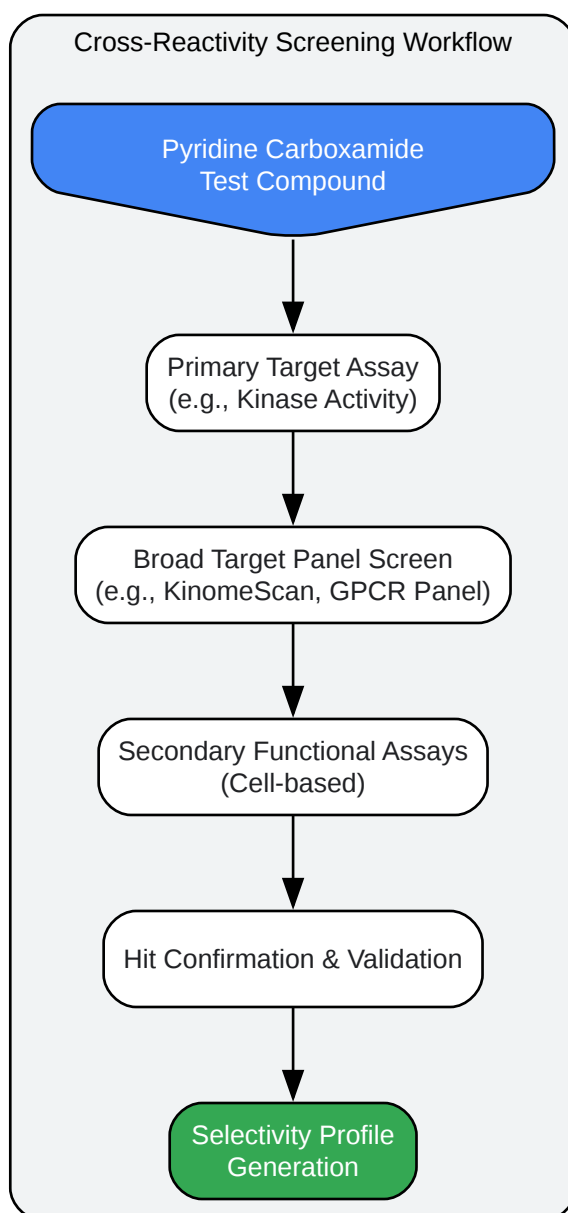 Cross-Reactivity Screening Workflow
Pyridine Carboxamide
Test Compound
Primary Target Assay
(e.g., Kinase Activity)
Broad Target Panel Screen
(e.g., KinomeScan, GPCR Panel)
Secondary Functional Assays
(Cell-based)
Hit Confirmation & Validation
Selectivity Profile
Generation